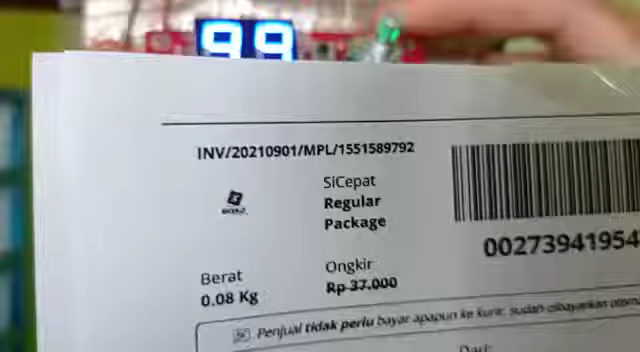 99
INV/20210901/MPL/1551589792
SiCepat
Regular
Package
00273941954
Berat
0.08 Kg
Ongkir
Rp 37.000
Penjual tidak perlu bayar apapun ke kurir, sudah dibayarkan otom
Dari: